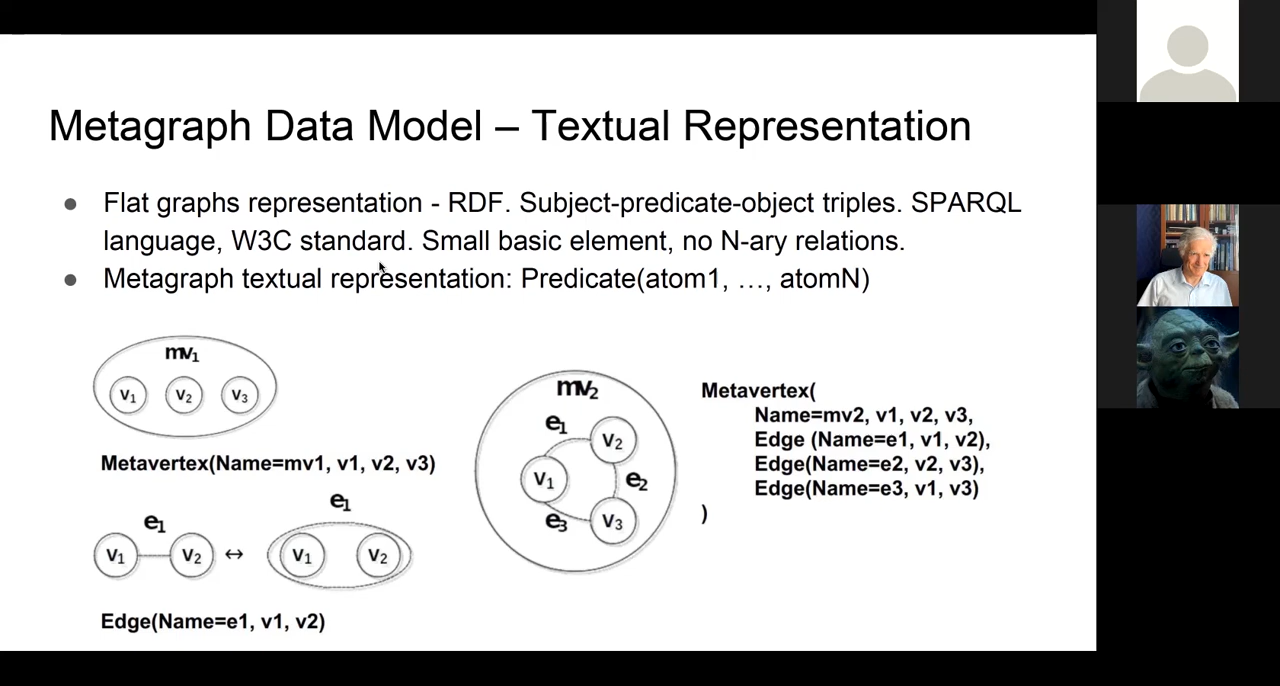 Metagraph Data Model – Textual Representation
● Flat graphs representation - RDF. Subject-predicate-object triples. SPARQL
language, W3C standard. Small basic element, no N-ary relations.
● Metagraph textual representation: Predicate(atom1, …, atomN)
mv₁
v₁ v₂ v₃
Metavertex(Name=mv1, v1, v2, v3)
e₁
v₁ v₂ ↔
e₁
v₁ v₂
Edge(Name=e1, v1, v2)
mv₂
e₁
v₂
v₁
e₂
e₃
v₃
Metavertex(
Name=mv2, v1, v2, v3,
Edge (Name=e1, v1, v2),
Edge(Name=e2, v2, v3),
Edge(Name=e3, v1, v3)
)